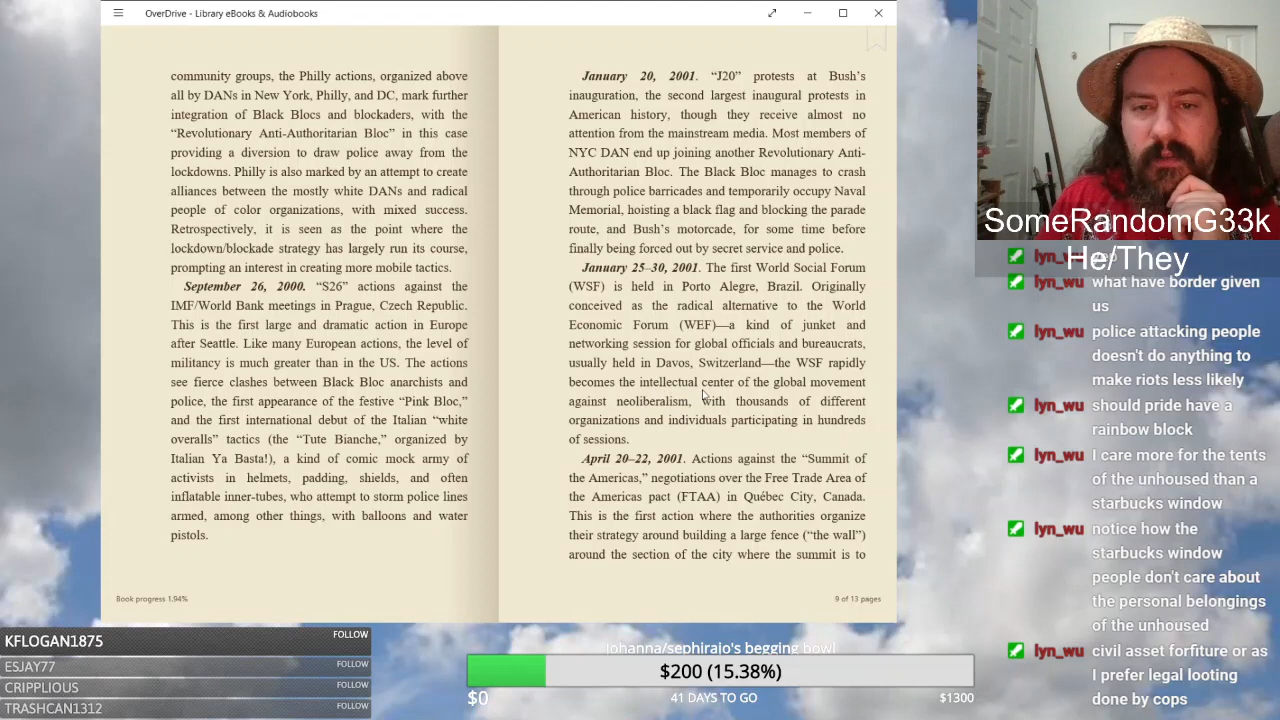 OverDrive - Library eBooks & Audiobooks
community groups, the Philly actions, organized above
all by DANs in New York, Philly, and DC, mark further
integration of Black Blocs and blockaders, with the
“Revolutionary Anti-Authoritarian Bloc” in this case
providing a diversion to draw police away from the
lockdowns. Philly is also marked by an attempt to create
alliances between the mostly white DANs and radical
people of color organizations, with mixed success.
Retrospectively, it is seen as the point where the
lockdown/blockade strategy has largely run its course,
prompting an interest in creating more mobile tactics.
September 26, 2000. “S26” actions against the
IMF/World Bank meetings in Prague, Czech Republic.
This is the first large and dramatic action in Europe
after Seattle. Like many European actions, the level of
militancy is much greater than in the US. The actions
see fierce clashes between Black Bloc anarchists and
police, the first appearance of the festive “Pink Bloc,”
and the first international debut of the Italian “white
overalls” tactics (the “Tute Bianche,” organized by
Italian Ya Basta!), a kind of comic mock army of
activists in helmets, padding, shields, and often
inflatable inner-tubes, who attempt to storm police lines
armed, among other things, with balloons and water
pistols.
Book progress 1.94%
January 20, 2001. “J20” protests at Bush’s
inauguration, the second largest inaugural protests in
American history, though they receive almost no
attention from the mainstream media. Most members of
NYC DAN end up joining another Revolutionary Anti-
Authoritarian Bloc. The Black Bloc manages to crash
through police barricades and temporarily occupy Naval
Memorial, hoisting a black flag and blocking the parade
route, and Bush’s motorcade, for some time before
finally being forced out by secret service and police.
January 25–30, 2001. The first World Social Forum
(WSF) is held in Porto Alegre, Brazil. Originally
conceived as the radical alternative to the World
Economic Forum (WEF)—a kind of junket and
networking session for global officials and bureaucrats,
usually held in Davos, Switzerland—the WSF rapidly
becomes the intellectual center of the global movement
against neoliberalism, with thousands of different
organizations and individuals participating in hundreds
of sessions.
April 20–22, 2001. Actions against the “Summit of
the Americas,” negotiations over the Free Trade Area of
the Americas pact (FTAA) in Québec City, Canada.
This is the first action where the authorities organize
their strategy around building a large fence (“the wall”)
around the section of the city where the summit is to
9 of 13 pages
SomeRandomG33k
He/They
lyn_wu
lyn_wu what have border given
us
lyn_wu police attacking people
doesn't do anything to
make riots less likely
lyn_wu should pride have a
rainbow block
lyn_wu I care more for the tents
of the unhoused than a
starbucks window
lyn_wu notice how the
starbucks window
people don't care about
the personal belongings
of the unhoused
lyn_wu civil asset forfiture or as
I prefer legal looting
done by cops
KFLOGAN1875 FOLLOW
ESJAY77 FOLLOW
CRIPPLIOUS FOLLOW
TRASHCAN1312 FOLLOW
johanna/sephiraio's begging bowl
$200 (15.38%)
$0 41 DAYS TO GO $1300